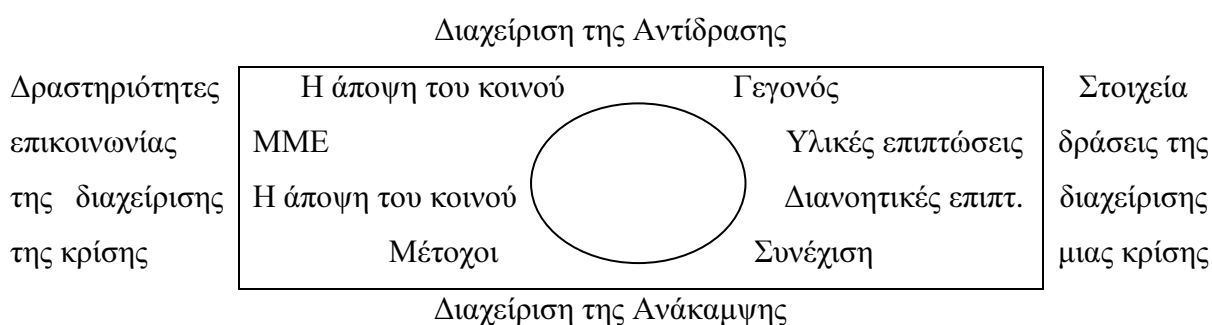 Διαχείριση της Αντίδρασης
Δραστηριότητες Η άποψη του κοινού Γεγονός Στοιχεία
επικοινωνίας ΜΜΕ Υλικές επιπτώσεις δράσεις της
της διαχείρισης Η άποψη του κοινού Διανοητικές επιπτ. διαχείρισης
της κρίσης Μέτοχοι Συνέχιση μιας κρίσης
Διαχείριση της Ανάκαμψης